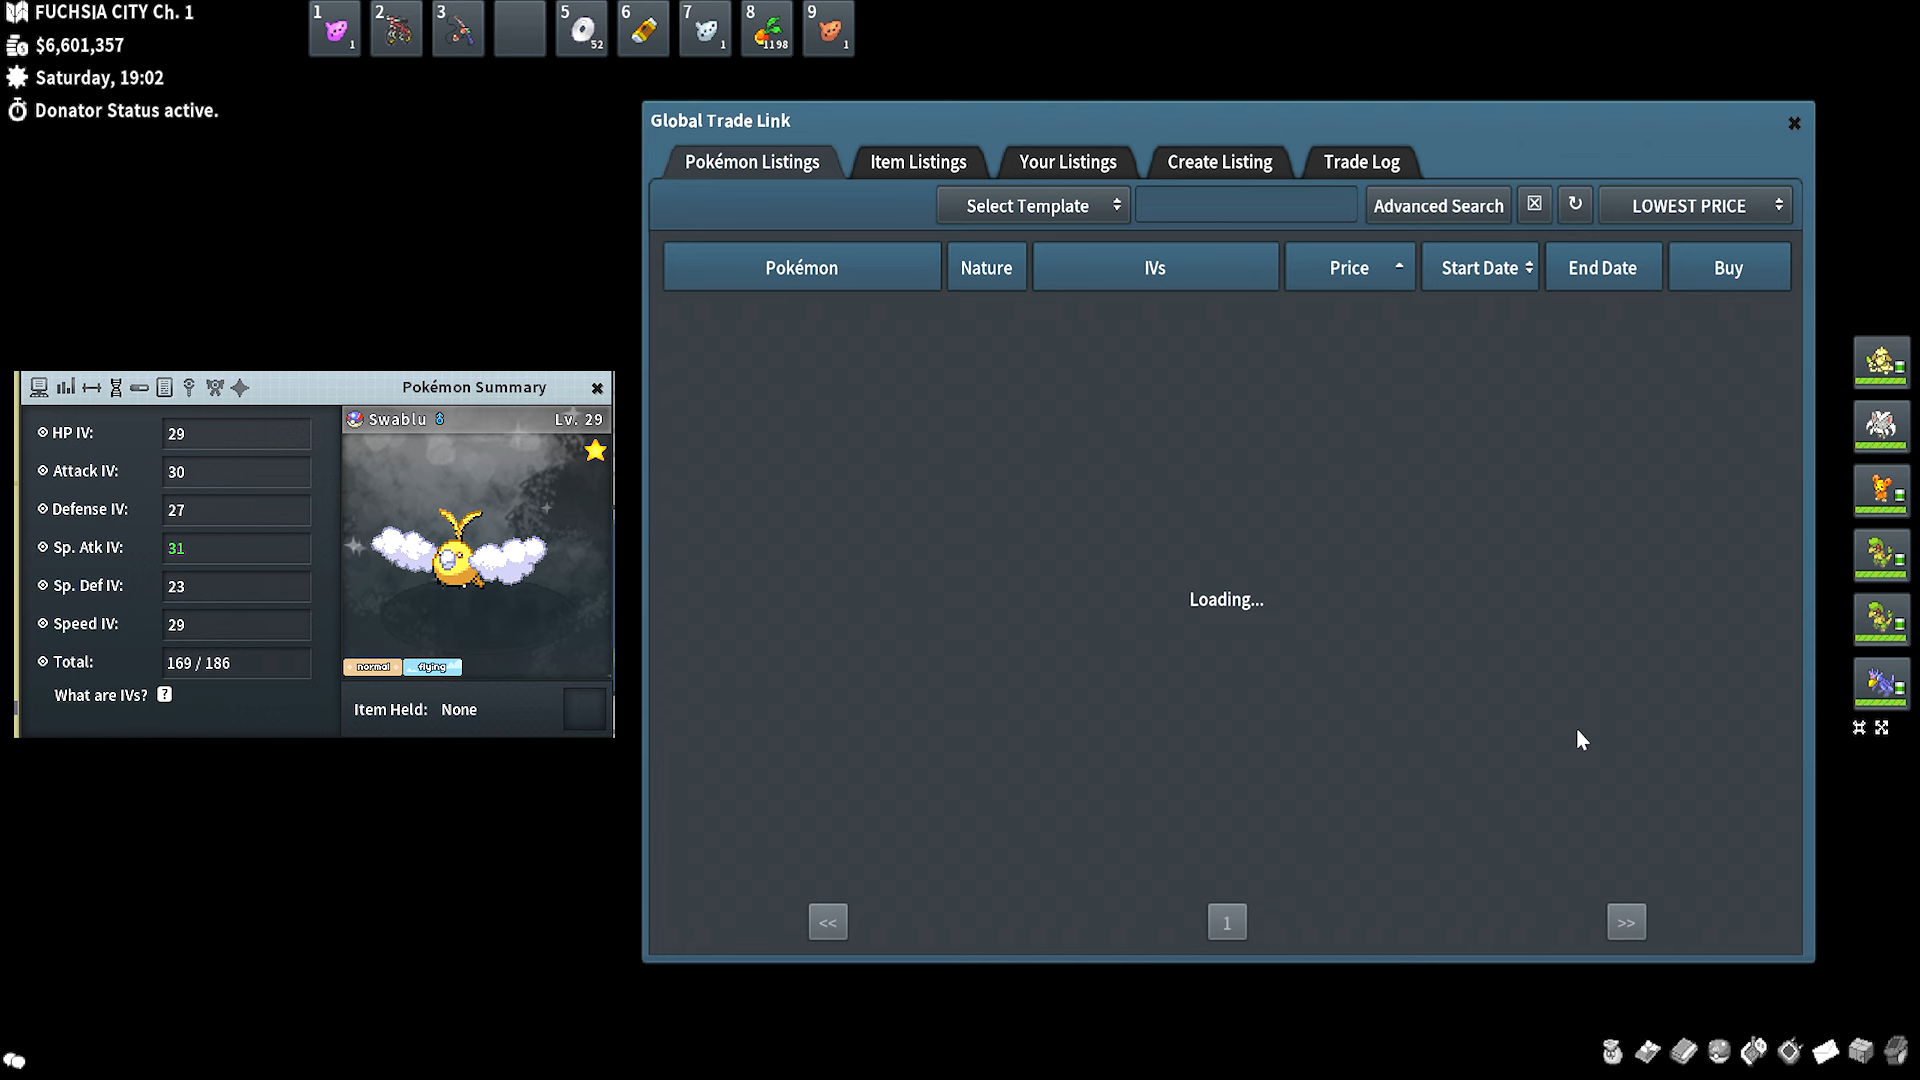 FUCHSIA CITY Ch. 1
$6,601,357
Saturday, 19:02
Donator Status active.
1 1
2
3
5 52
6
7 1
8 1198
9 1
Global Trade Link
Pokémon Listings Item Listings Your Listings Create Listing Trade Log
Select Template Advanced Search LOWEST PRICE
Pokémon Nature IVs Price Start Date End Date Buy
Loading...
<< 1 >>
Pokémon Summary
Swablu Lv. 29
HP IV: 29
Attack IV: 30
Defense IV: 27
Sp. Atk IV: 31
Sp. Def IV: 23
Speed IV: 29
Total: 169 / 186
What are IVs? ?
normal flying
Item Held: None